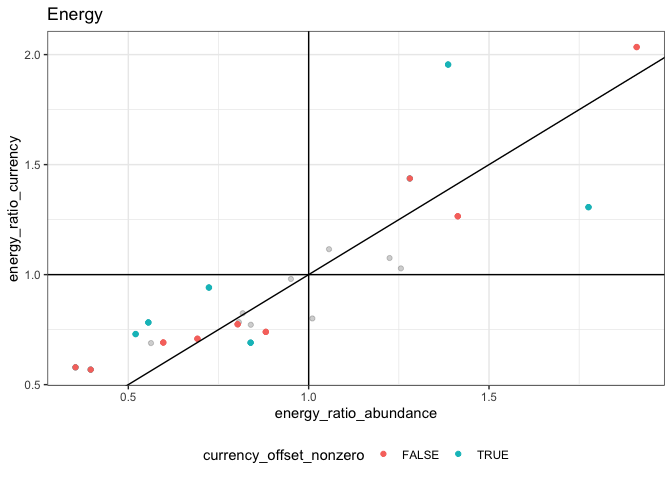 Energy
2.0
1.5
1.0
0.5
energy_ratio_currency
0.5 1.0 1.5
energy_ratio_abundance
currency_offset_nonzero FALSE TRUE